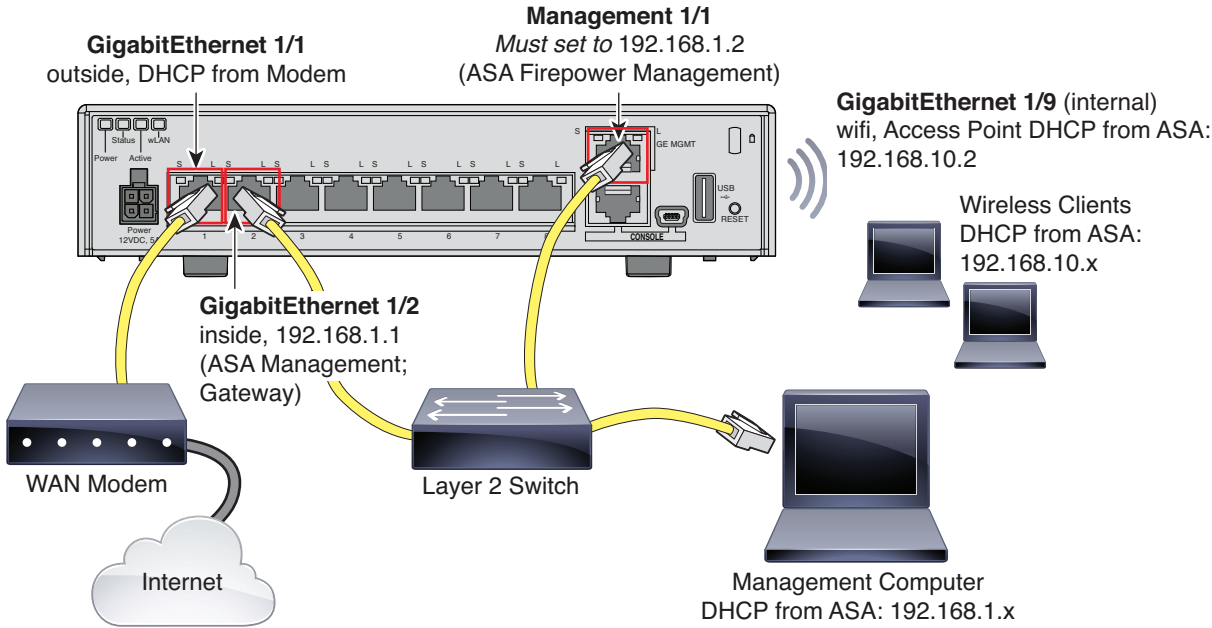 Management 1/1
Must set to 192.168.1.2
(ASA Firepower Management)
GigabitEthernet 1/1
outside, DHCP from Modem
GigabitEthernet 1/9 (internal)
wifi, Access Point DHCP from ASA:
192.168.10.2
Status wLAN
Power Active
S L S L S L S L S L S L S L S L
S L
GE MGMT
USB
RESET
Power
12VDC, 5A
1 2 3 4 5 6 7 8
CONSOLE
Wireless Clients
DHCP from ASA:
192.168.10.x
GigabitEthernet 1/2
inside, 192.168.1.1
(ASA Management;
Gateway)
WAN Modem
Layer 2 Switch
Internet
Management Computer
DHCP from ASA: 192.168.1.x